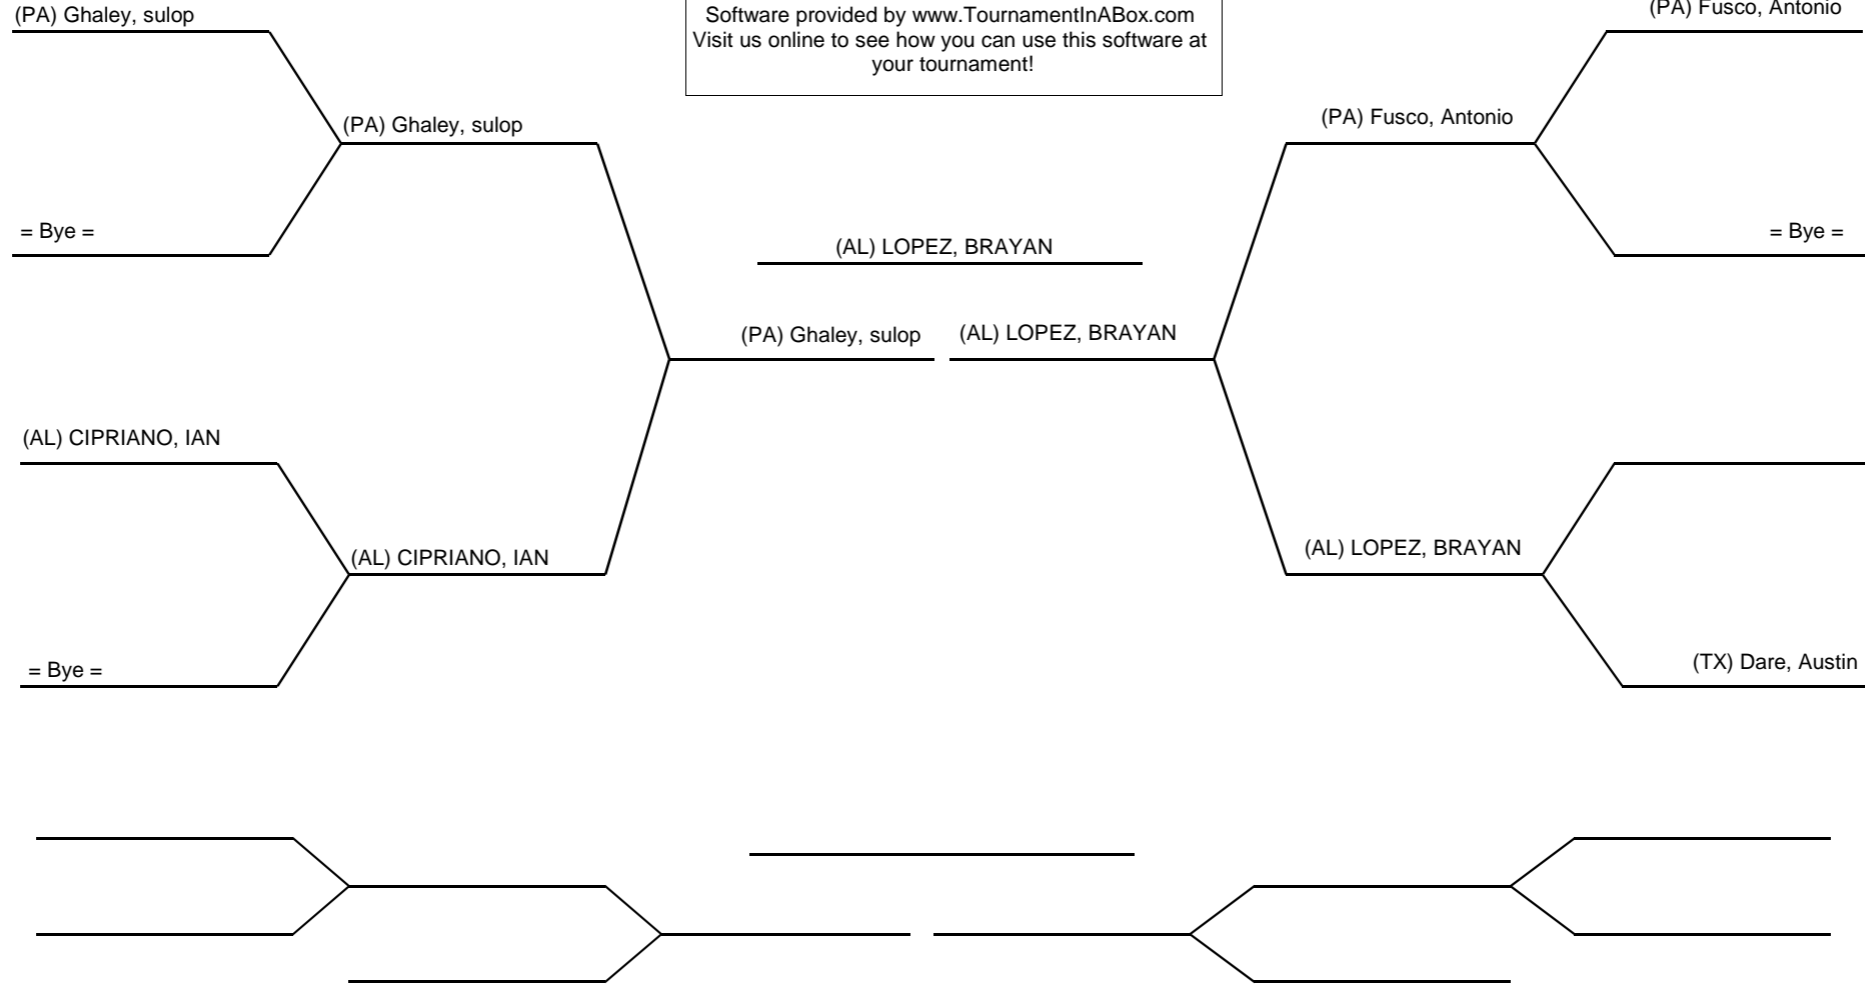 (PA) Ghaley, sulop
Software provided by www.TournamentInABox.com
Visit us online to see how you can use this software at
your tournament!
(PA) Fusco, Antonio
(PA) Ghaley, sulop
(PA) Fusco, Antonio
= Bye =
(AL) LOPEZ, BRAYAN
= Bye =
(PA) Ghaley, sulop
(AL) LOPEZ, BRAYAN
(AL) CIPRIANO, IAN
(AL) CIPRIANO, IAN
(AL) LOPEZ, BRAYAN
= Bye =
(TX) Dare, Austin